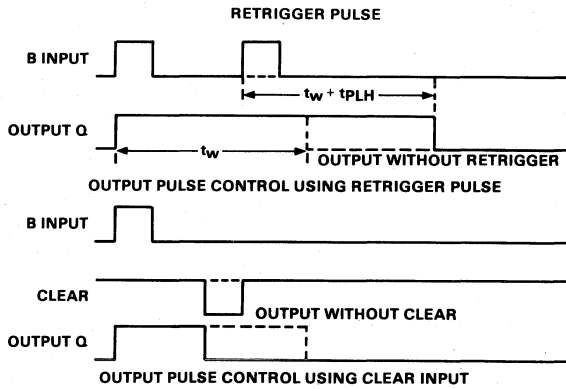 RETRIGGER PULSE
B INPUT
tw + tPLH
OUTPUT Q
tw
OUTPUT WITHOUT RETRIGGER
OUTPUT PULSE CONTROL USING RETRIGGER PULSE
B INPUT
CLEAR
OUTPUT WITHOUT CLEAR
OUTPUT Q
OUTPUT PULSE CONTROL USING CLEAR INPUT